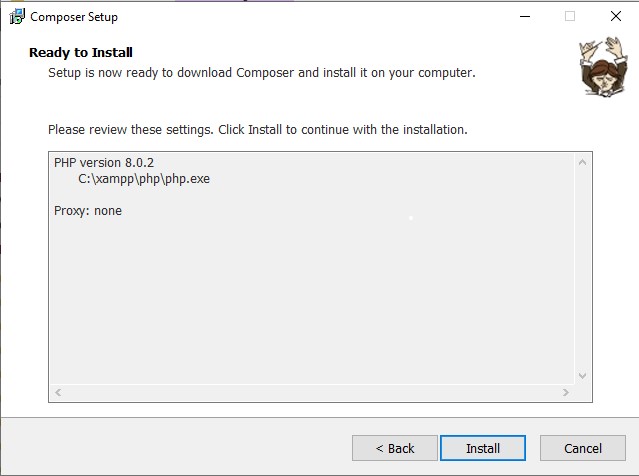 Composer Setup
Ready to Install
Setup is now ready to download Composer and install it on your computer.
Please review these settings. Click Install to continue with the installation.
PHP version 8.0.2
C:\xampp\php\php.exe
Proxy: none
< Back Install Cancel